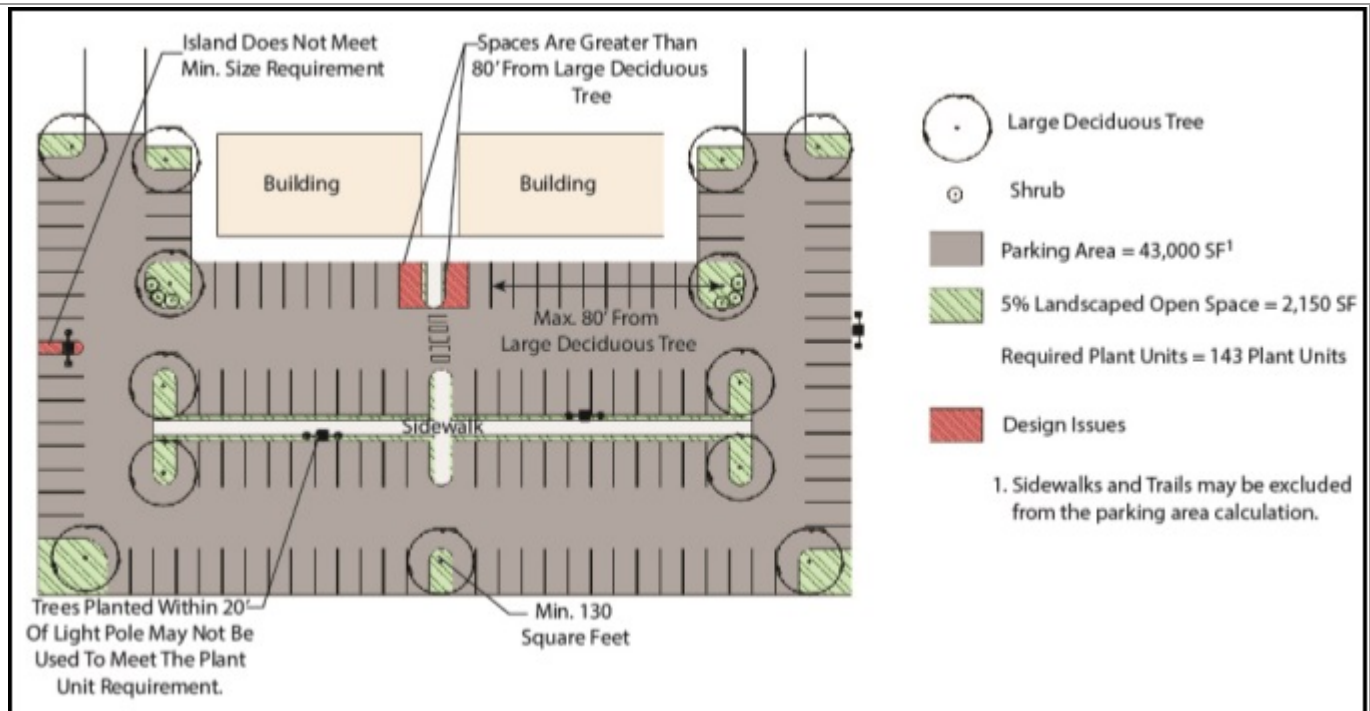 Island Does Not Meet
Min. Size Requirement
Spaces Are Greater Than
80' From Large Deciduous
Tree
Building
Building
Max. 80' From
Large Deciduous Tree
Sidewalk
Trees Planted Within 20'
Of Light Pole May Not Be
Used To Meet The Plant
Unit Requirement.
Min. 130
Square Feet
Large Deciduous Tree
Shrub
Parking Area = 43,000 SF¹
5% Landscaped Open Space = 2,150 SF
Required Plant Units = 143 Plant Units
Design Issues
1. Sidewalks and Trails may be excluded
from the parking area calculation.